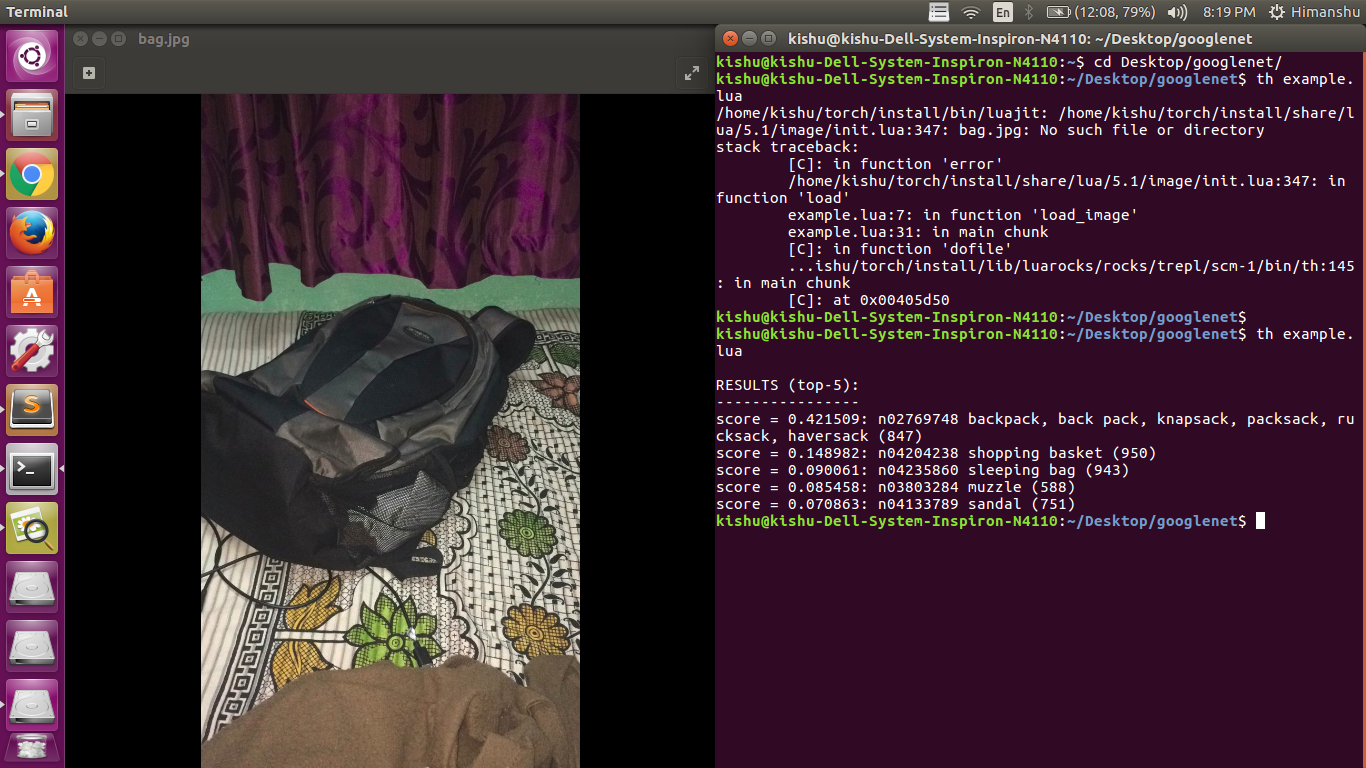 Terminal
En
(12:08, 79%)
8:19 PM
Himanshu
bag.jpg
kishu@kishu-Dell-System-Inspiron-N4110: ~/Desktop/googlenet
kishu@kishu-Dell-System-Inspiron-N4110:~$ cd Desktop/googlenet/
kishu@kishu-Dell-System-Inspiron-N4110:~/Desktop/googlenet$ th example.
lua
/home/kishu/torch/install/bin/luajit: /home/kishu/torch/install/share/l
ua/5.1/image/init.lua:347: bag.jpg: No such file or directory
stack traceback:
[C]: in function 'error'
/home/kishu/torch/install/share/lua/5.1/image/init.lua:347: in
function 'load'
example.lua:7: in function 'load_image'
example.lua:31: in main chunk
[C]: in function 'dofile'
...ishu/torch/install/lib/luarocks/rocks/trepl/scm-1/bin/th:145
: in main chunk
[C]: at 0x00405d50
kishu@kishu-Dell-System-Inspiron-N4110:~/Desktop/googlenet$
kishu@kishu-Dell-System-Inspiron-N4110:~/Desktop/googlenet$ th example.
lua
RESULTS (top-5):
----------------
score = 0.421509: n02769748 backpack, back pack, knapsack, packsack, ru
cksack, haversack (847)
score = 0.148982: n04204238 shopping basket (950)
score = 0.090061: n04235860 sleeping bag (943)
score = 0.085458: n03803284 muzzle (588)
score = 0.070863: n04133789 sandal (751)
kishu@kishu-Dell-System-Inspiron-N4110:~/Desktop/googlenet$